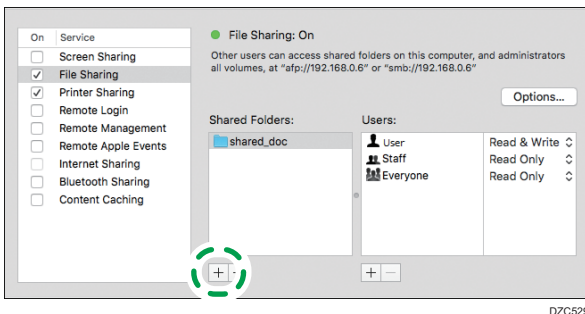 On Service
Screen Sharing
File Sharing
Printer Sharing
Remote Login
Remote Management
Remote Apple Events
Internet Sharing
Bluetooth Sharing
Content Caching
File Sharing: On
Other users can access shared folders on this computer, and administrators
all volumes, at “afp://192.168.0.6” or “smb://192.168.0.6”
Options...
Shared Folders:
shared_doc
Users:
User Read & Write
Staff Read Only
Everyone Read Only
+ -
+ −